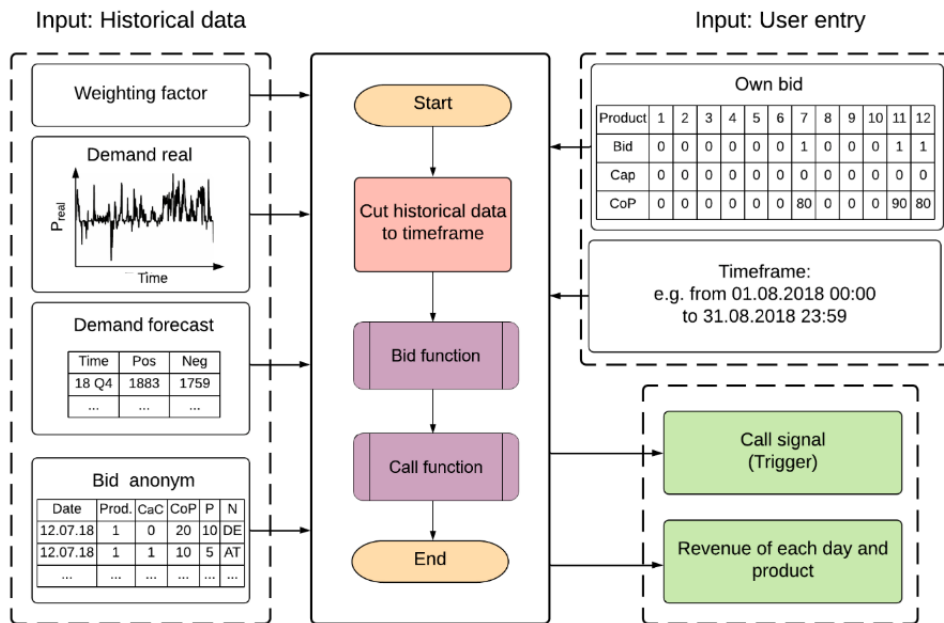 Input: Historical data
Weighting factor
Demand real
P_real
Time
Demand forecast
Time Pos Neg
18 Q4 1883 1759
... ... ...
Bid anonym
Date Prod. CaC CoP P N
12.07.18 1 0 20 10 DE
12.07.18 1 1 10 5 AT
... ... ... ... ... ...
Start
Cut historical data
to timeframe
Bid function
Call function
End
Input: User entry
Own bid
Product 1 2 3 4 5 6 7 8 9 10 11 12
Bid 0 0 0 0 0 0 1 0 0 0 1 1
Cap 0 0 0 0 0 0 0 0 0 0 0 0
CoP 0 0 0 0 0 0 80 0 0 0 90 80
Timeframe:
e.g. from 01.08.2018 00:00
to 31.08.2018 23:59
Call signal
(Trigger)
Revenue of each day and
product